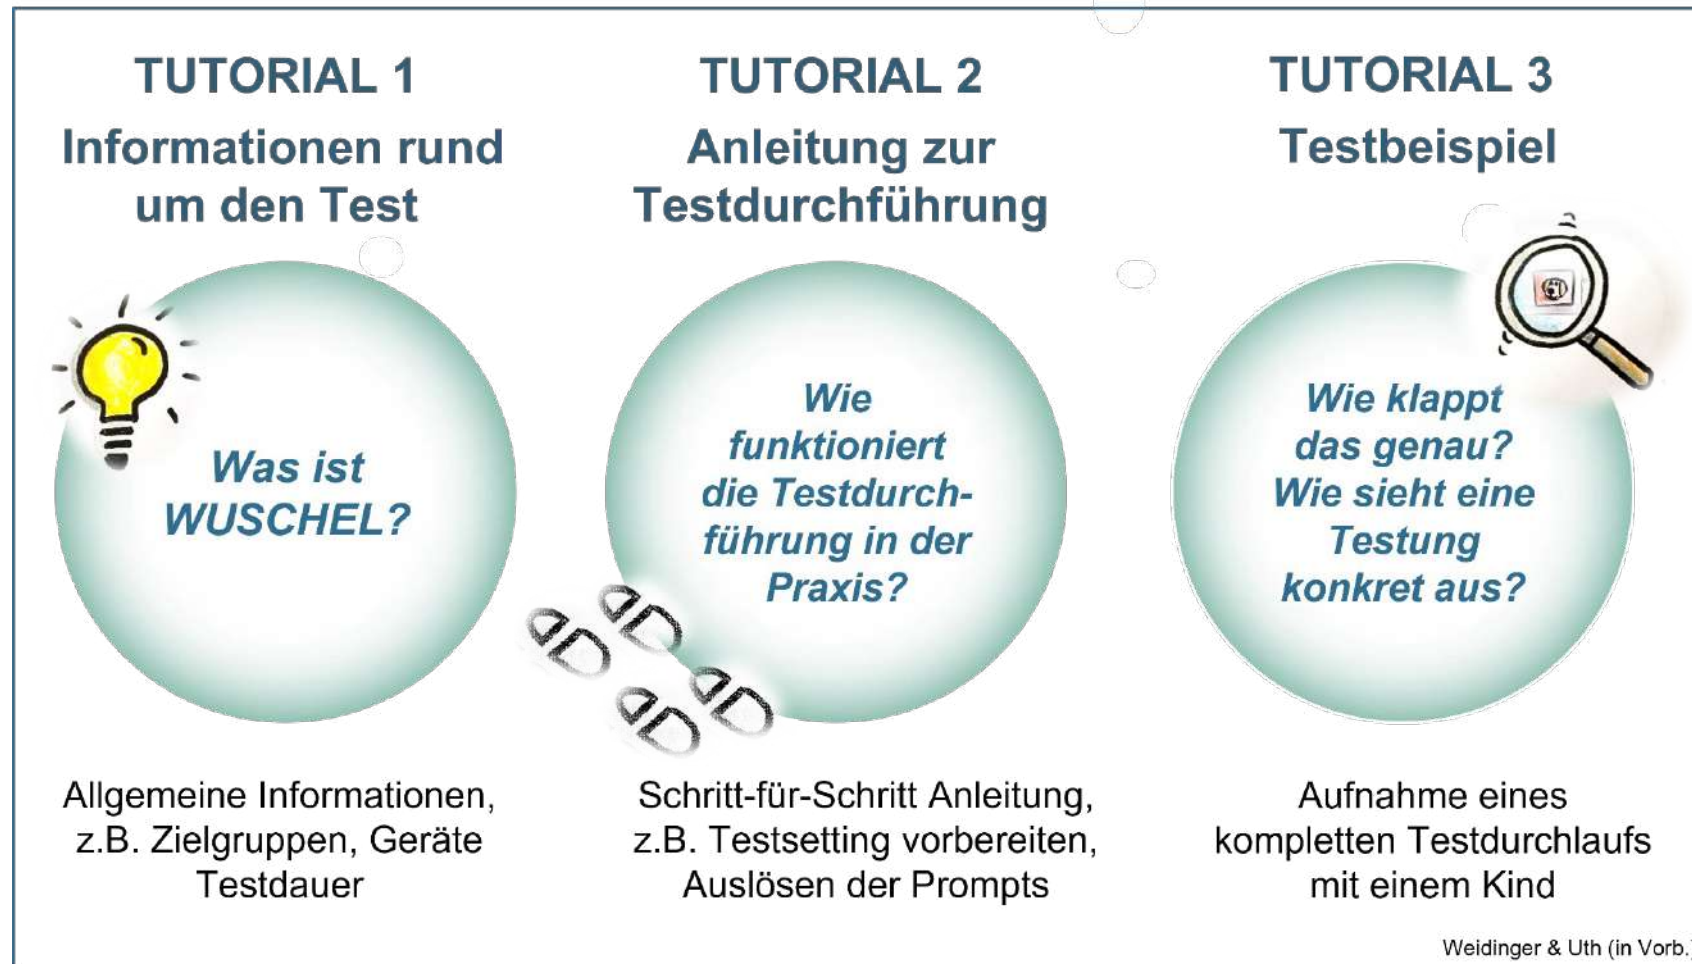 TUTORIAL 1
Informationen rund
um den Test
Was ist
WUSCHEL?
Allgemeine Informationen,
z.B. Zielgruppen, Geräte
Testdauer
TUTORIAL 2
Anleitung zur
Testdurchführung
Wie
funktioniert
die Testdurch-
führung in der
Praxis?
Schritt-für-Schritt Anleitung,
z.B. Testsetting vorbereiten,
Auslösen der Prompts
TUTORIAL 3
Testbeispiel
Wie klappt
das genau?
Wie sieht eine
Testung
konkret aus?
Aufnahme eines
kompletten Testdurchlaufs
mit einem Kind
Weidinger & Uth (in Vorb.)